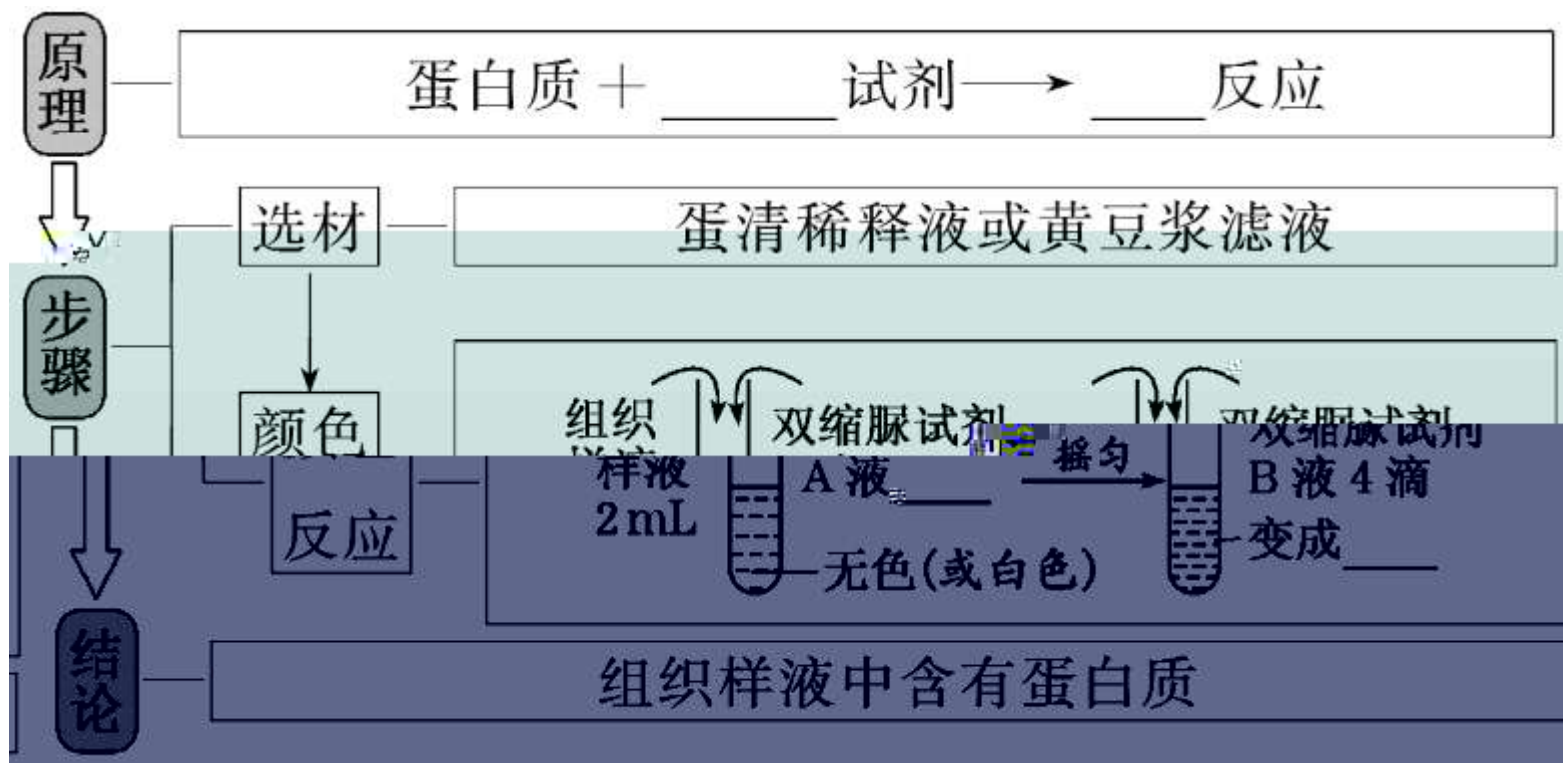 原理
蛋白质＋______试剂→____反应
选材
蛋清稀释液或黄豆浆滤液
步骤
颜色
反应
组织
样液
2 mL
双缩脲试剂
A液____
无色(或白色)
摇匀
双缩脲试剂
B液4滴
变成____
结论
组织样液中含有蛋白质